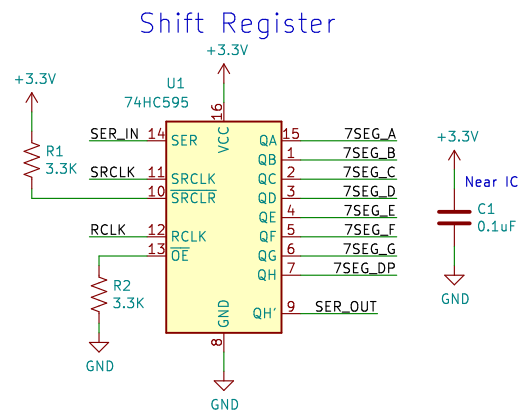 Shift Register
+3.3V
U1
74HC595
+3.3V
R1
3.3K
SER_IN
14
SER
SRCLK
11
SRCLK
10
SRCLR
RCLK
12
RCLK
13
OE
R2
3.3K
GND
16
VCC
GND
8
GND
QA
15
7SEG_A
QB
1
7SEG_B
QC
2
7SEG_C
QD
3
7SEG_D
QE
4
7SEG_E
QF
5
7SEG_F
QG
6
7SEG_G
QH
7
7SEG_DP
QH'
9
SER_OUT
+3.3V
Near IC
C1
0.1uF
GND